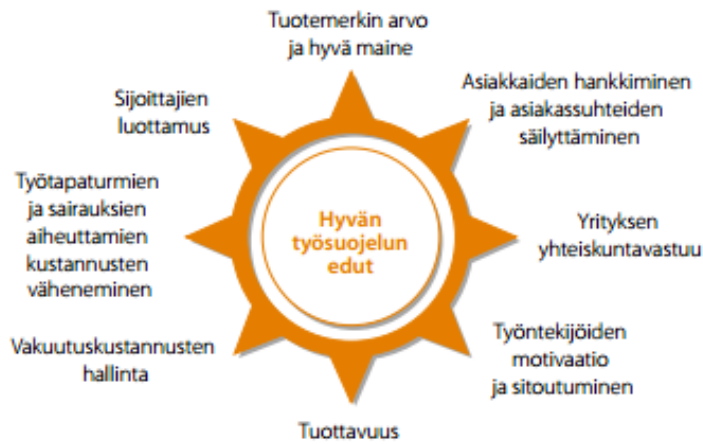 Tuotemerkin arvo
ja hyvä maine
Asiakkaiden hankkiminen
ja asiakassuhteiden
säilyttäminen
Yrityksen
yhteiskuntavastuu
Työntekijöiden
motivaatio
ja sitoutuminen
Tuottavuus
Vakuutuskustannusten
hallinta
Työtapaturmien
ja sairauksien
aiheuttamien
kustannusten
väheneminen
Sijoittajien
luottamus
Hyvän
työsuojelun
edut